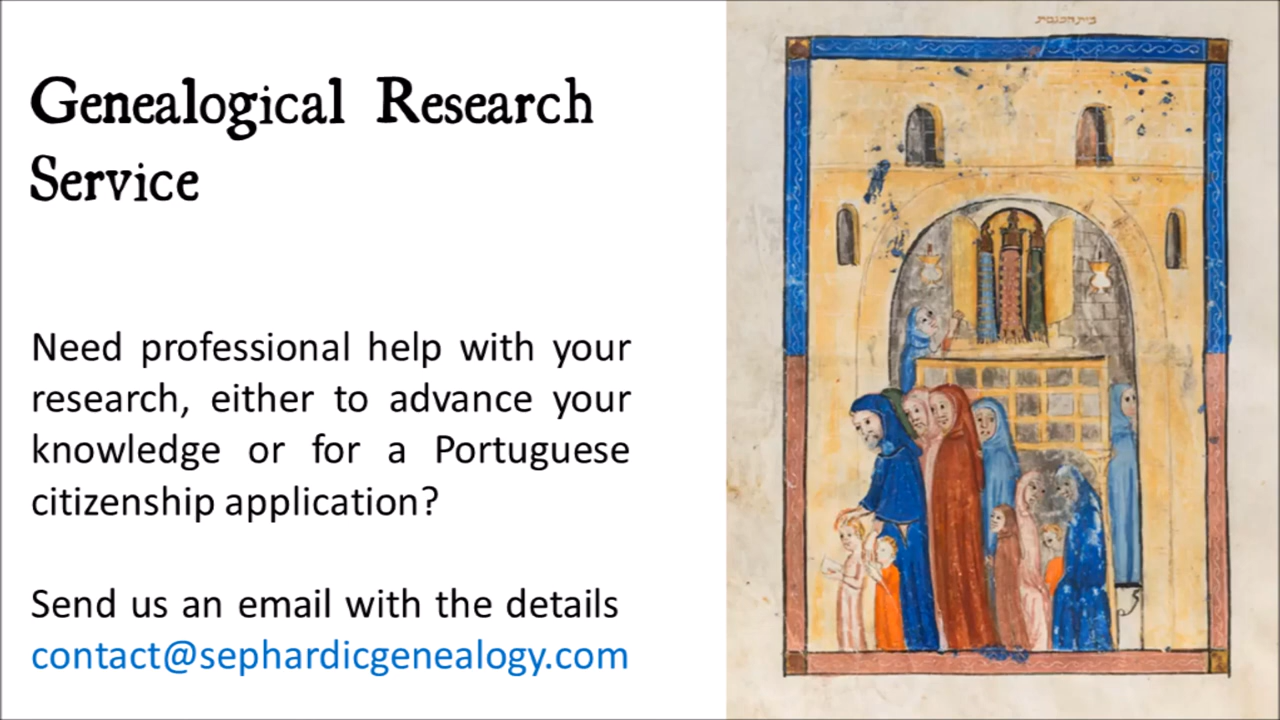 Genealogical Research
Service
Need professional help with your
research, either to advance your
knowledge or for a Portuguese
citizenship application?
Send us an email with the details
contact@sephardicgenealogy.com